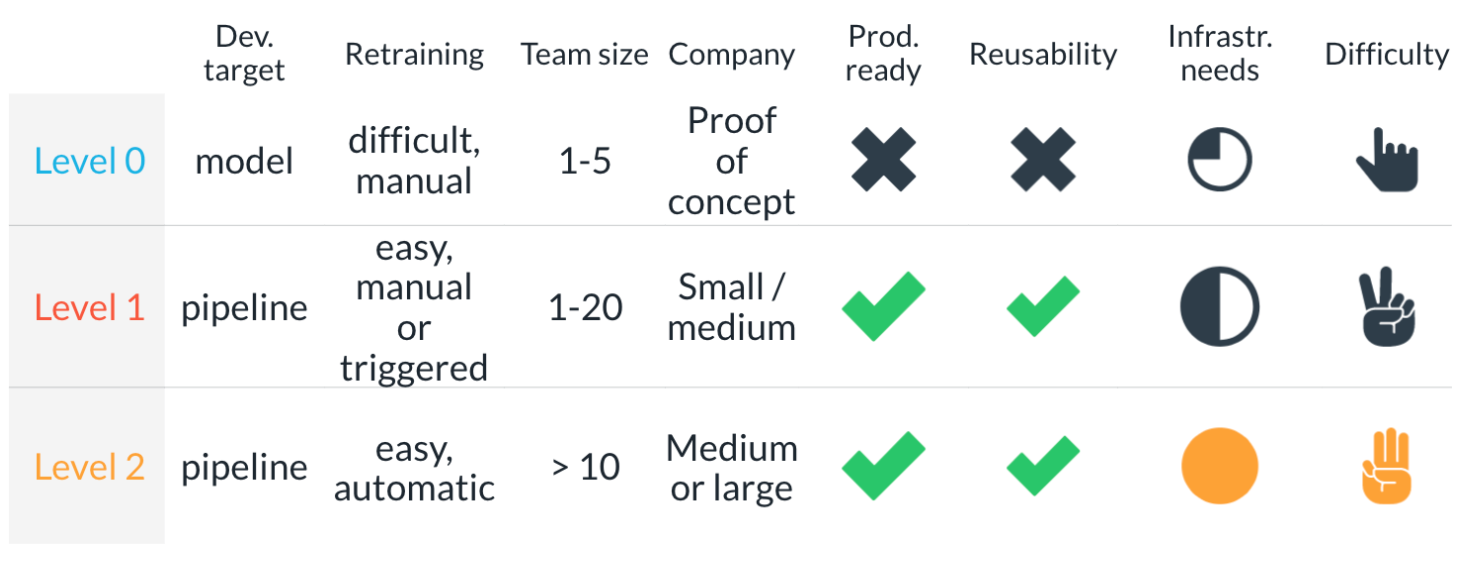 Dev.
target
Retraining
Team size
Company
Prod.
ready
Reusability
Infrastr.
needs
Difficulty
Level 0
model
difficult,
manual
1-5
Proof
of
concept
Level 1
pipeline
easy,
manual
or
triggered
1-20
Small /
medium
Level 2
pipeline
easy,
automatic
> 10
Medium
or large